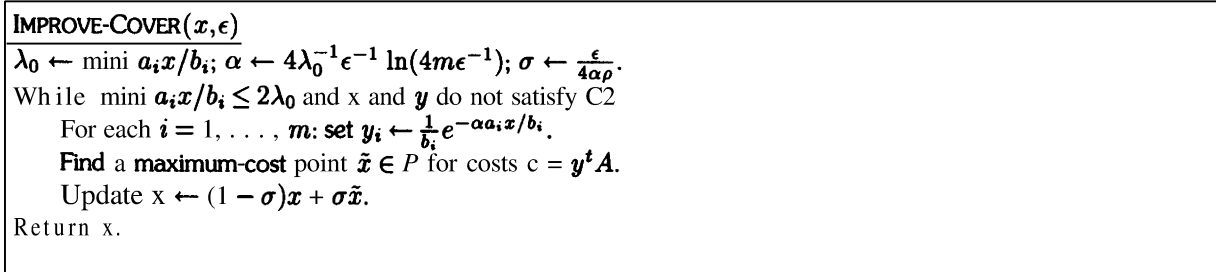 IMPROVE-COVER(x,ϵ)
λ₀ ← mini aᵢx/bᵢ; α ← 4λ₀⁻¹ϵ⁻¹ ln(4mϵ⁻¹); σ ← ϵ/4αρ.
While mini aᵢx/bᵢ ≤ 2λ₀ and x and y do not satisfy C2
For each i = 1, . . . , m: set yᵢ ← 1/bᵢ e^{−αaᵢx/bᵢ}.
Find a maximum-cost point x̃ ∈ P for costs c = yᵗA.
Update x ← (1 − σ)x + σx̃.
Return x.